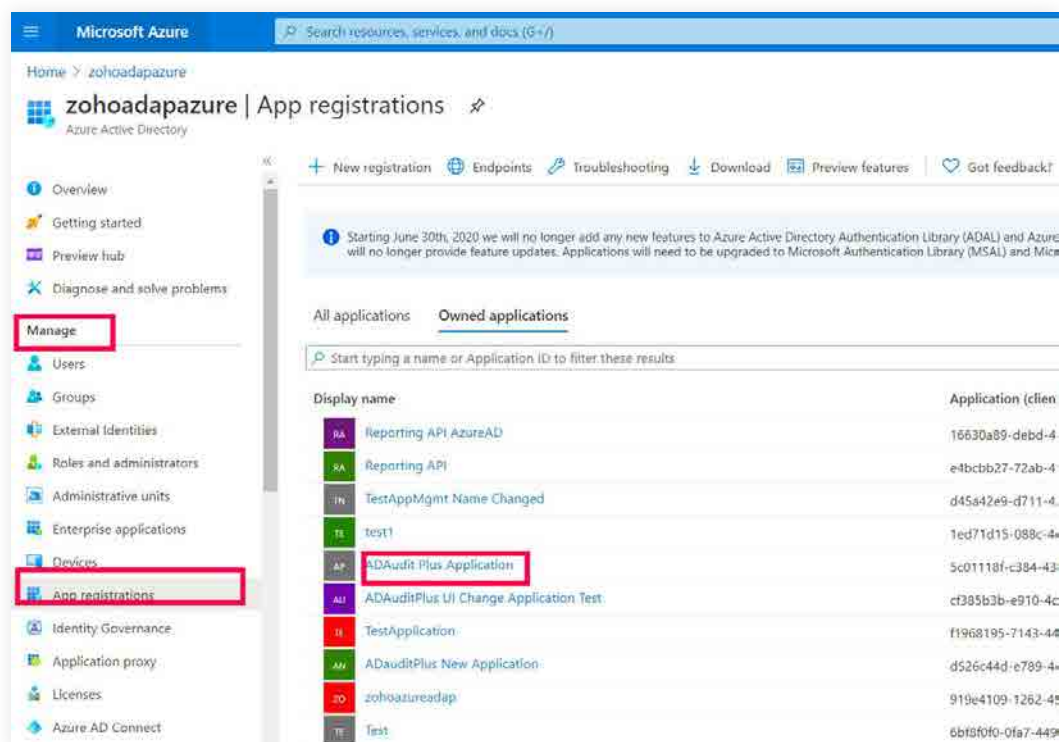 Microsoft Azure
Search resources, services, and docs (G+/)
Home > zohoadapazure
zohoadapazure | App registrations
Azure Active Directory
«
+ New registration Endpoints Troubleshooting Download Preview features Got feedback?
Overview
Getting started
Preview hub
Diagnose and solve problems
Manage
Users
Groups
External Identities
Roles and administrators
Administrative units
Enterprise applications
Devices
App registrations
Identity Governance
Application proxy
Licenses
Azure AD Connect
Starting June 30th, 2020 we will no longer add any new features to Azure Active Directory Authentication Library (ADAL) and Azure
will no longer provide feature updates. Applications will need to be upgraded to Microsoft Authentication Library (MSAL) and Micr
All applications Owned applications
Start typing a name or Application ID to filter these results
Display name Application (clien
RA Reporting API AzureAD 16630a89-debd-4
RA Reporting API e4bcbb27-72ab-4
TN TestAppMgmt Name Changed d45a42e9-d711-4
TE test1 1ed71d15-088c-4
AP ADAudit Plus Application 5c01118f-c384-43
AU ADAuditPlus UI Change Application Test cf385b3b-e910-4c
TE TestApplication f1968195-7143-44
AN ADauditPlus New Application d526c44d-e789-4
ZO zohoazureadap 919e4109-1262-45
TE Test 6bf8f0f0-0fa7-449